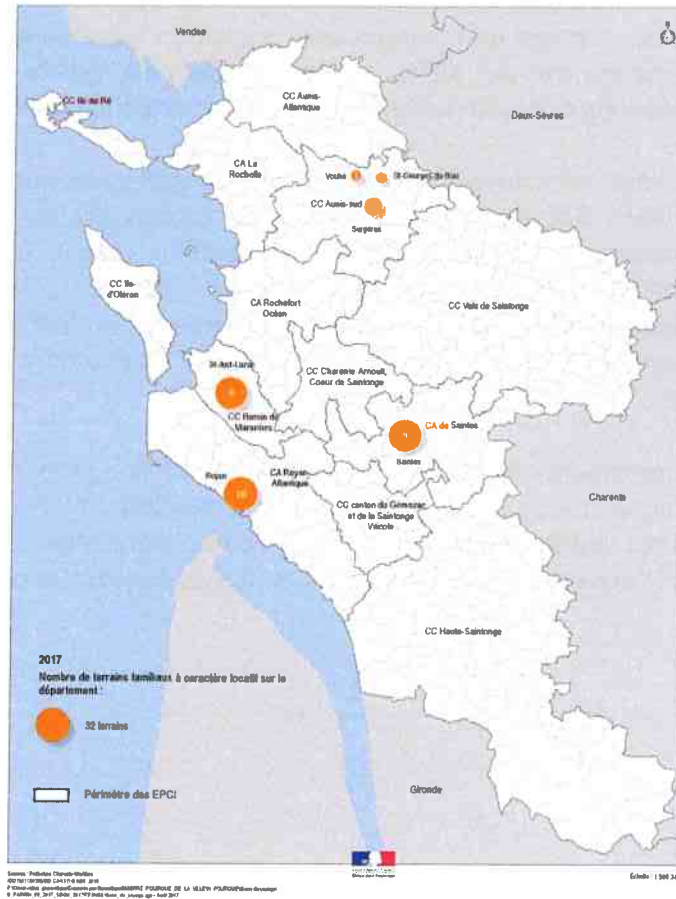 Vendée
CC Ile de Ré
CC Aunis-
Atlantique
Deux-Sèvres
CA La
Rochelle
Vouhé
St-Georges-du-Bois
CC Aunis-sud
Surgères
CC Ile-
d'Oléron
CA Rochefort
Océan
CC Vals de Saintonge
St-Just-Luzac
CC Charente Arnoult,
Coeur de Saintonge
CC Bassin de
Marennes
CA de Saintes
Saintes
Royan
10
CA Royan-
Atlantique
CC canton du Gémozac
et de la Saintonge
Viticole
Charente
CC Haute-Saintonge
2017
Nombre de terrains familiaux à caractère locatif sur le
département :
32 terrains
Périmètre des EPCI
Gironde